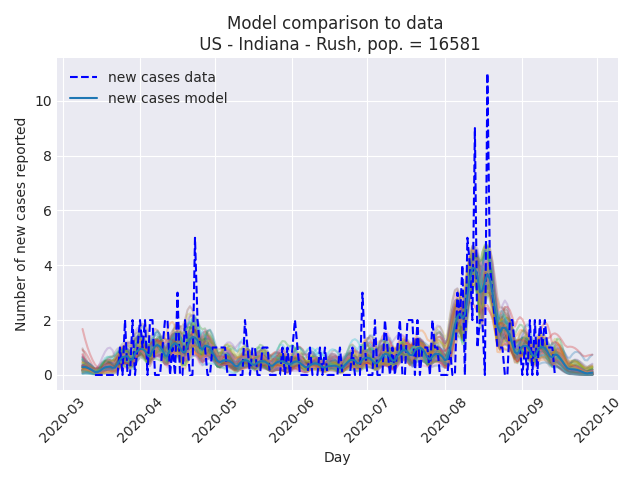 Model comparison to data
US - Indiana - Rush, pop. = 16581
new cases data
new cases model
Number of new cases reported
10
8
6
4
2
0
2020-03
2020-04
2020-05
2020-06
2020-07
2020-08
2020-09
2020-10
Day